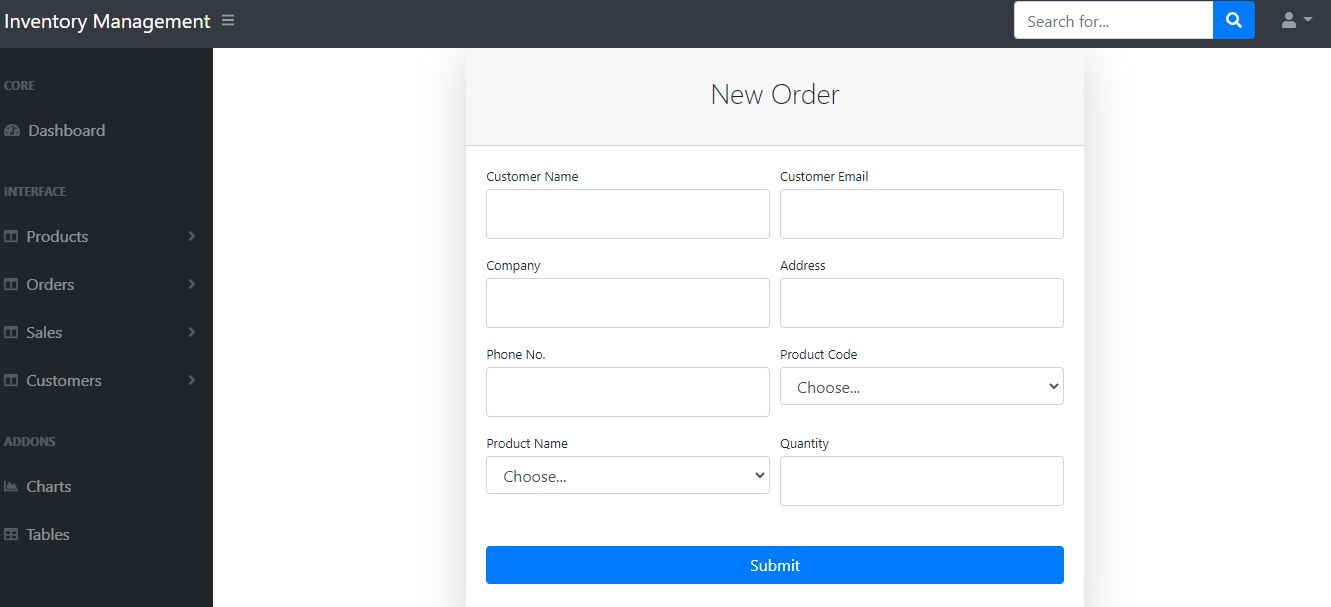 Inventory Management
Search for...
CORE
Dashboard
INTERFACE
Products
Orders
Sales
Customers
ADDONS
Charts
Tables
New Order
Customer Name
Customer Email
Company
Address
Phone No.
Product Code
Choose...
Product Name
Choose...
Quantity
Submit